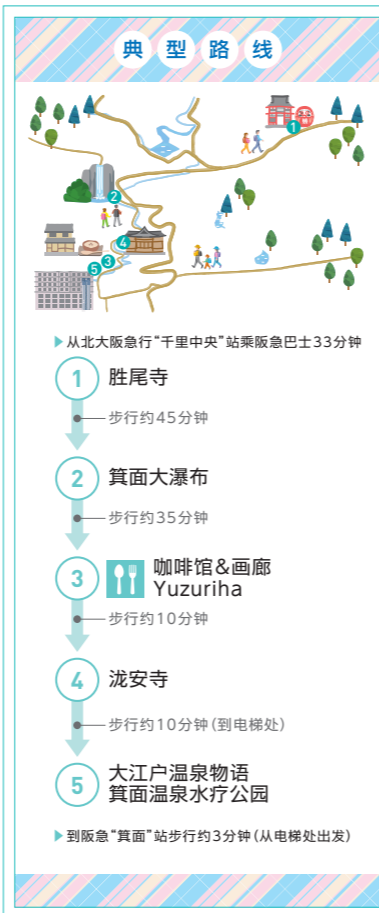 典型路线
1
2
4
3
5
▶从北大阪急行“千里中央”站乘阪急巴士33分钟
1 胜尾寺
步行约45分钟
2 箕面大瀑布
步行约35分钟
3 咖啡馆&画廊
Yuzuriha
步行约10分钟
4 泷安寺
步行约10分钟(到电梯处)
5 大江户温泉物语
箕面温泉水疗公园
▶到阪急“箕面”站步行约3分钟(从电梯处出发)